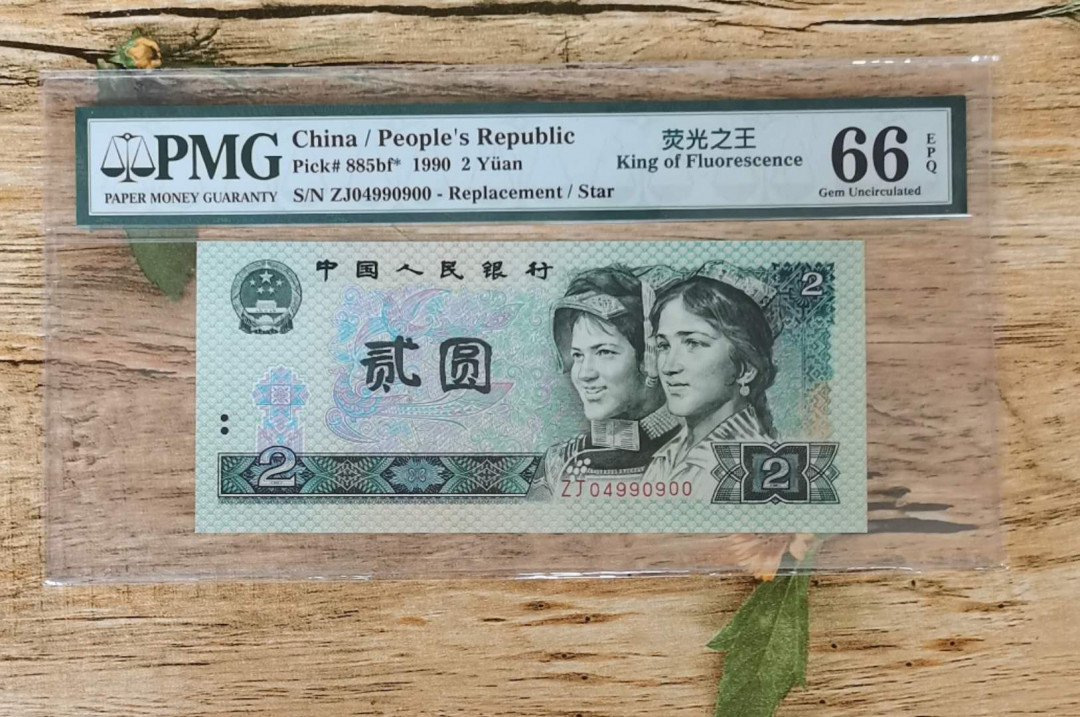 PMG
PAPER MONEY GUARANTY
China / People's Republic
Pick# 885bf* 1990 2 Yüan
S/N ZJ04990900 - Replacement / Star
荧光之王
King of Fluorescence
66
EPQ
Gem Uncirculated
中国人民银行
2
贰圆
2
ZJ04990900
2